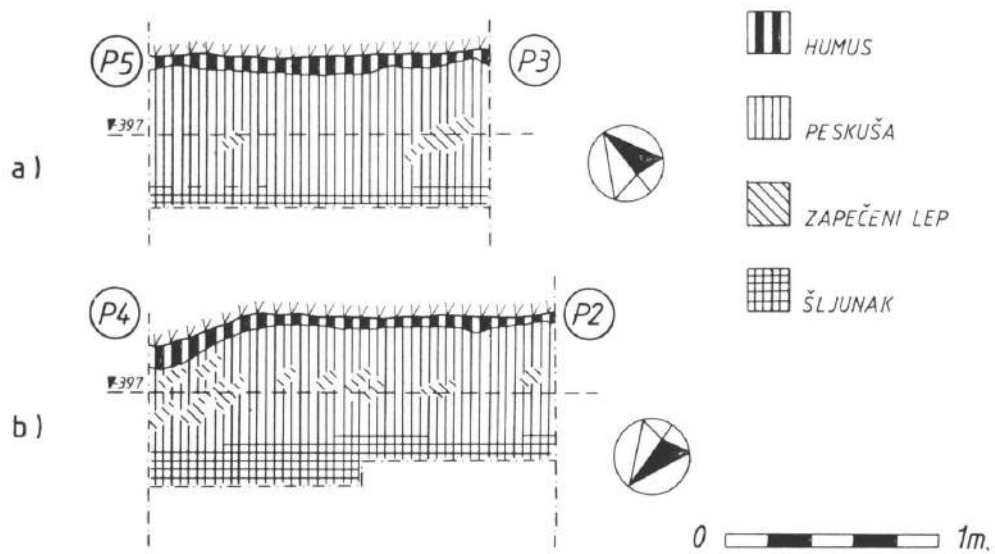 P5
P3
HUMUS
PESKUŠA
397
a)
ZAPEČENI LEP
P4
P2
ŠLJUNAK
397
b)
0
1m.